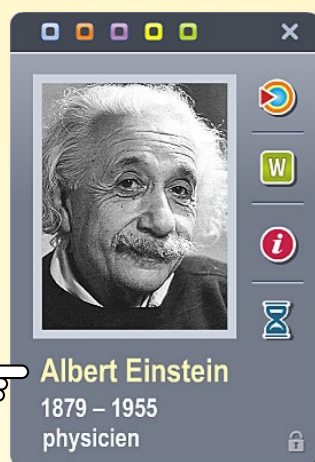 W
i
Albert Einstein
1879 – 1955
physicien